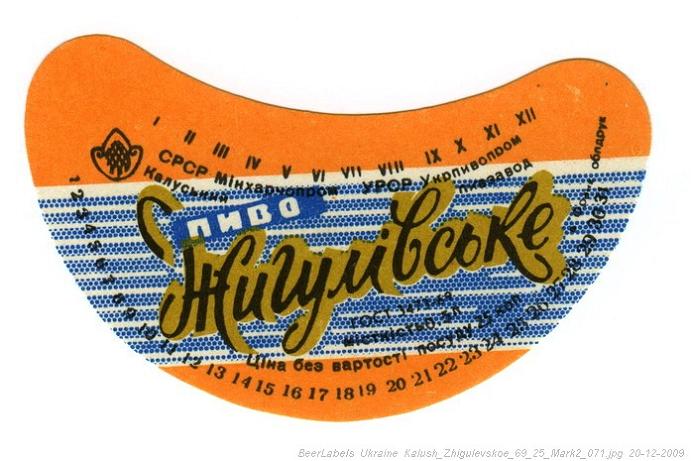 I II III IV V VI VII VIII IX X XI XII
СРСР Мінхарчопром УРСР Укрпивопром
Калуський пивзавод
пиво
Жигулівське
ГОСТ 3473-69
місткість 0,5 л
Ціна без вартості посуду 25 коп
1 2 3 4 5 6 7 8 9 10 11 12 13 14 15 16 17 18 19 20 21 22 23 24 25 26 27 28 29 30 31
облдрук
BeerLabels Ukraine Kalush_Zhigulevskoe_69_25_Mark2_071.jpg 20-12-2009